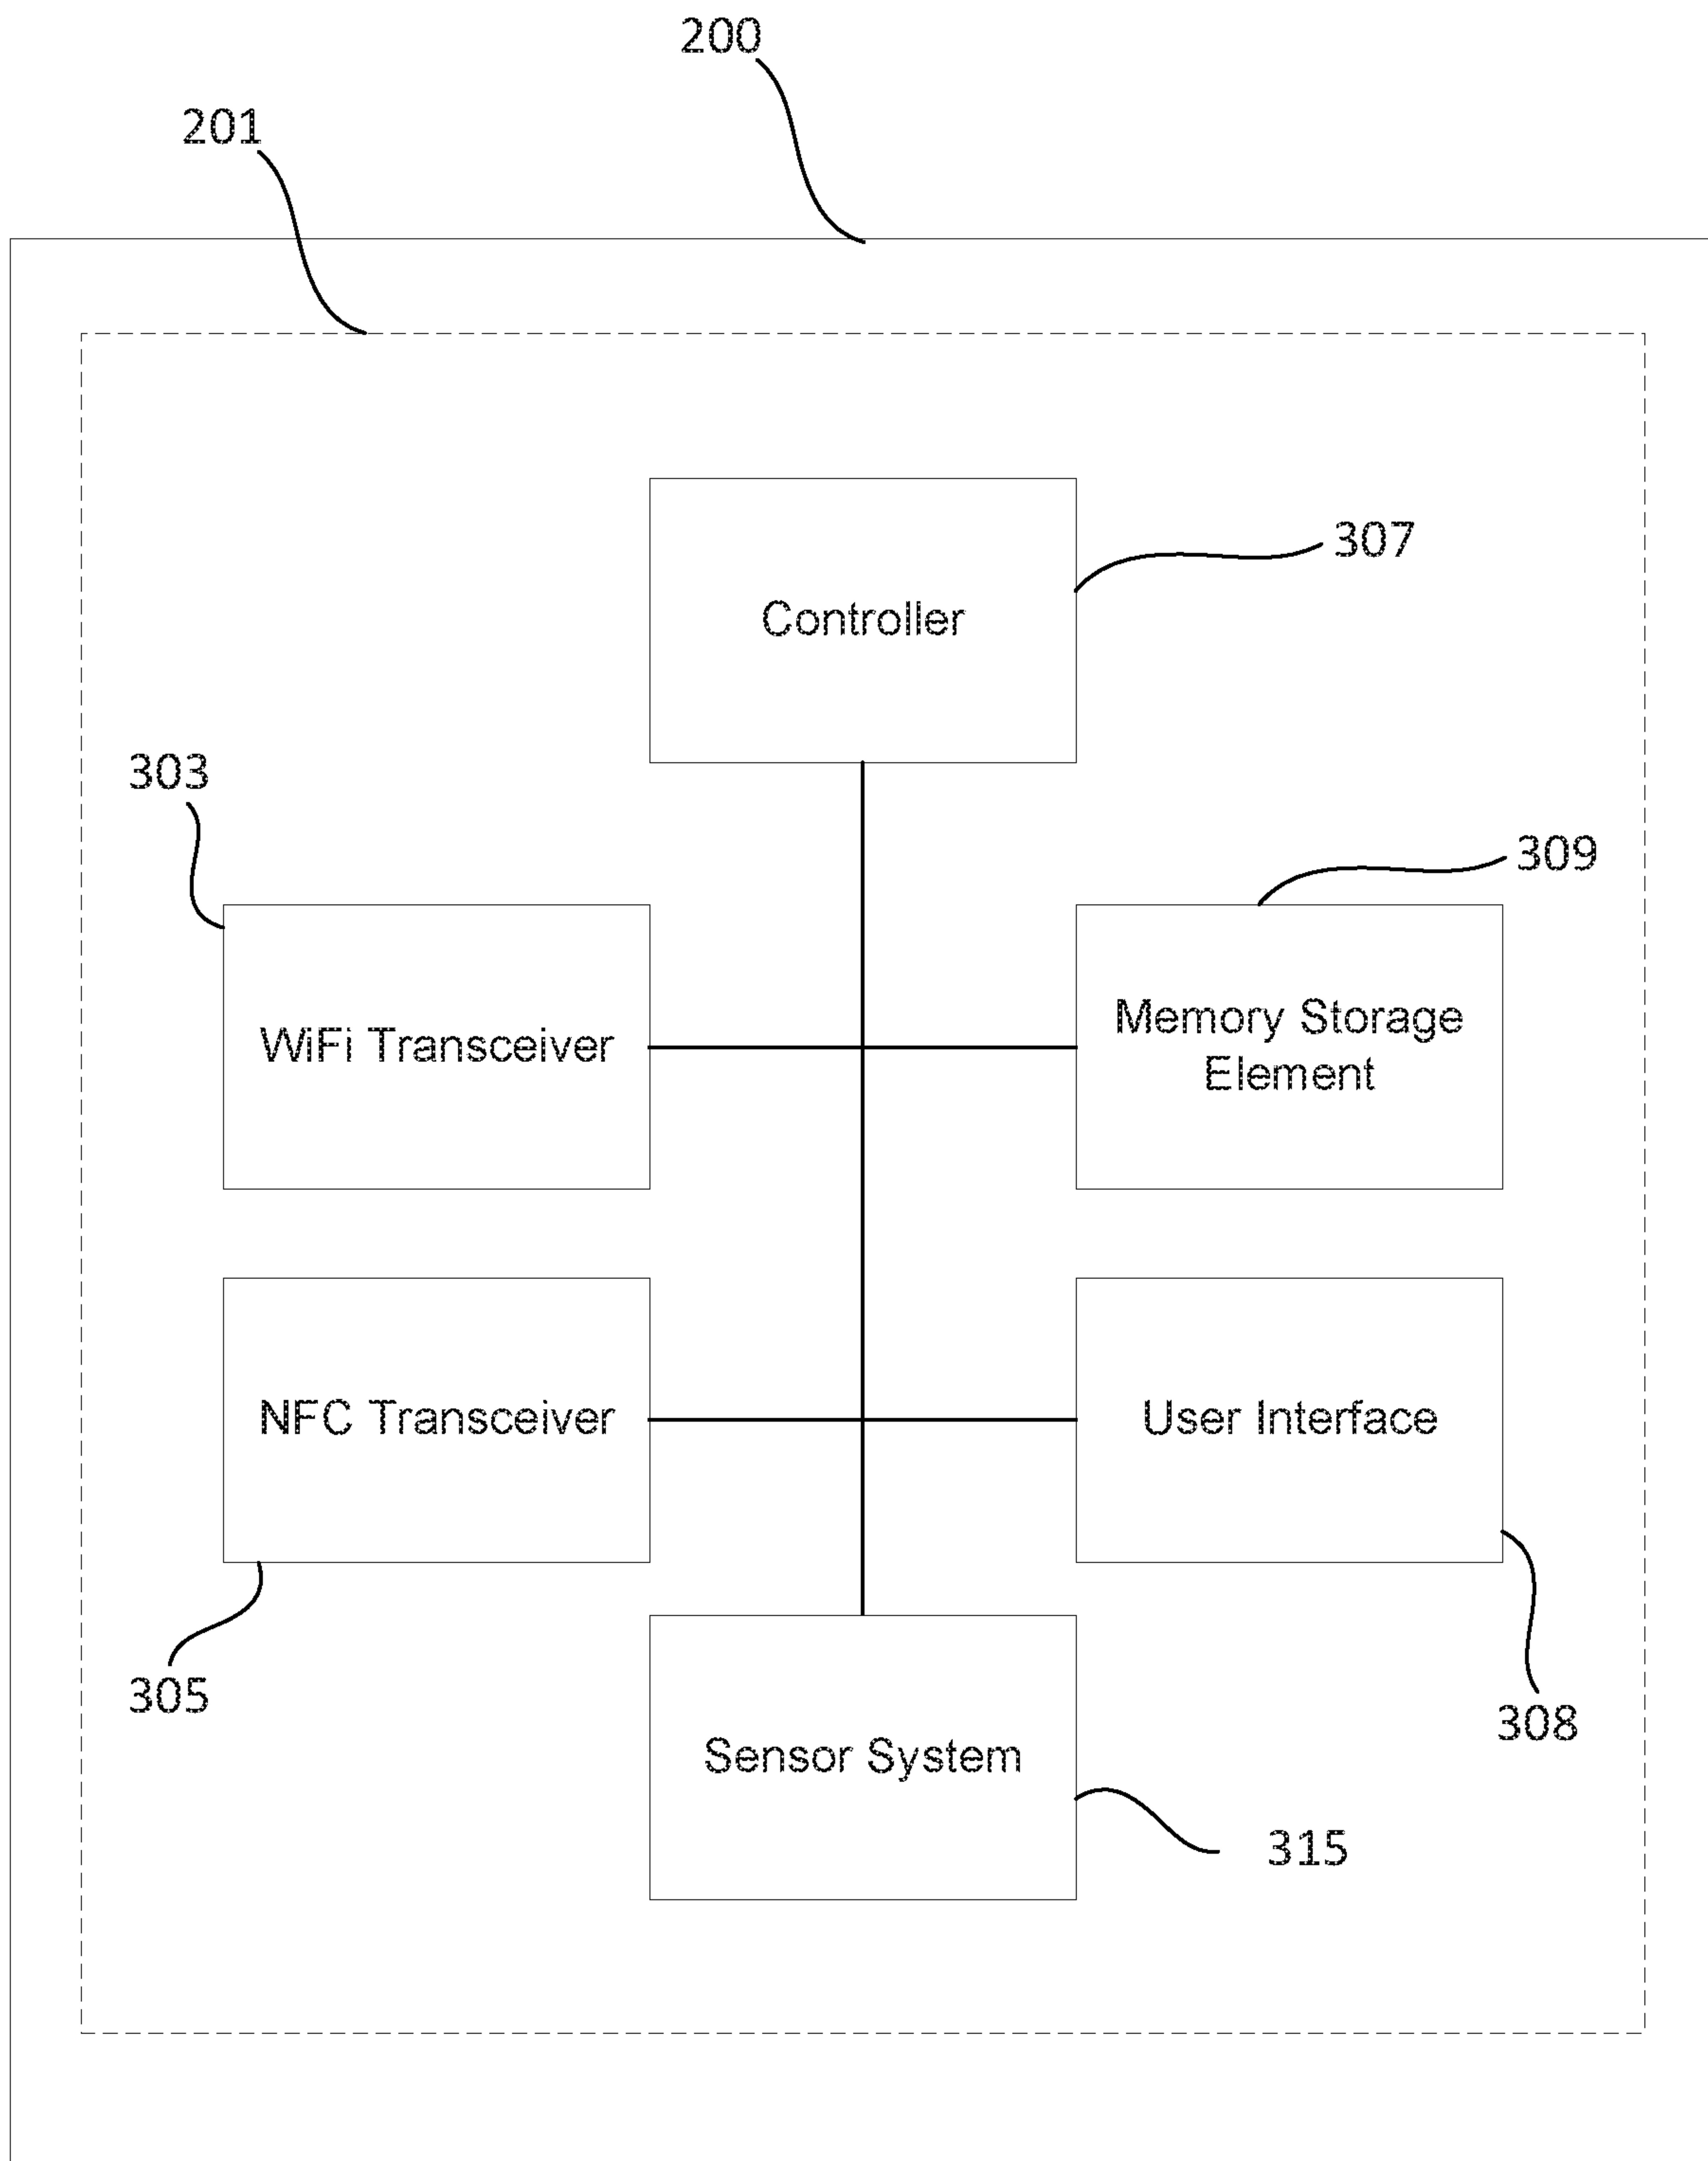 200
201
Controller
307
303
309
WiFi Transceiver
Memory Storage
Element
NFC Transceiver
User Interface
305
308
Sensor System
315